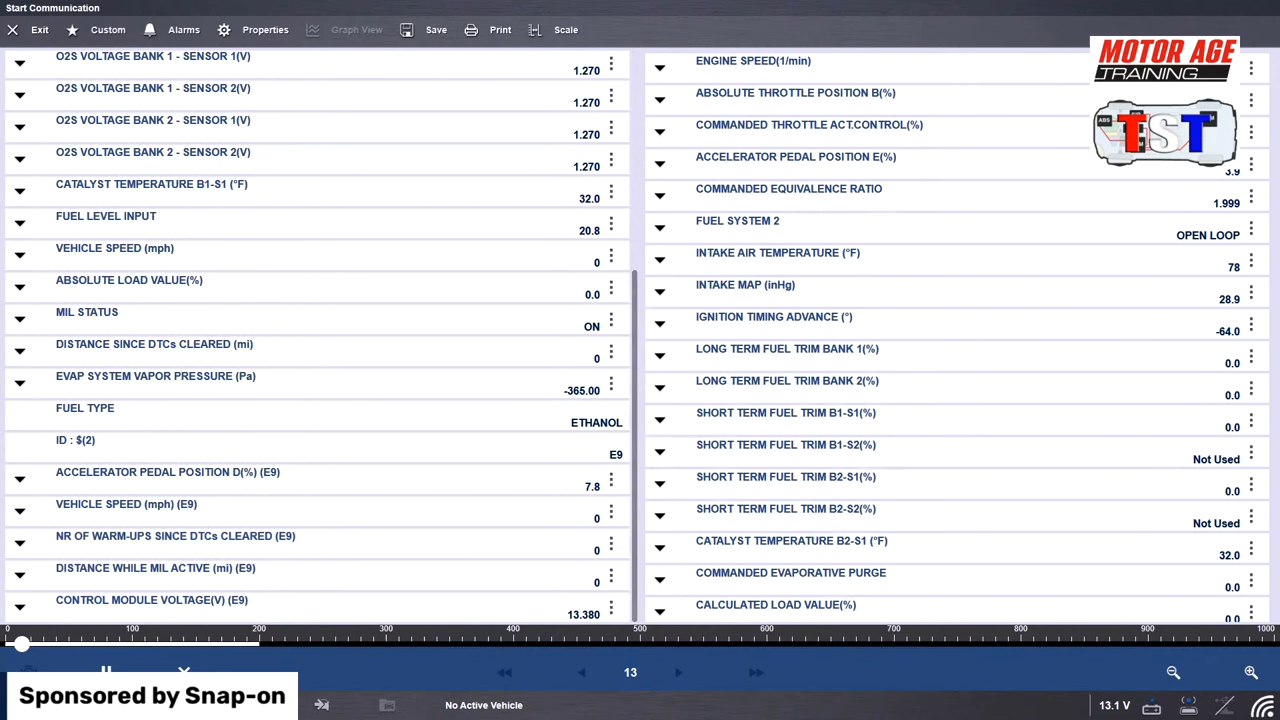 Start Communication
Exit Custom Alarms Properties Graph View Save Print Scale
O2S VOLTAGE BANK 1 - SENSOR 1(V)
1.270
O2S VOLTAGE BANK 1 - SENSOR 2(V)
1.270
O2S VOLTAGE BANK 2 - SENSOR 1(V)
1.270
O2S VOLTAGE BANK 2 - SENSOR 2(V)
1.270
CATALYST TEMPERATURE B1-S1 (°F)
32.0
FUEL LEVEL INPUT
20.8
VEHICLE SPEED (mph)
0
ABSOLUTE LOAD VALUE(%)
0.0
MIL STATUS
ON
DISTANCE SINCE DTCs CLEARED (mi)
0
EVAP SYSTEM VAPOR PRESSURE (Pa)
-365.00
FUEL TYPE
ETHANOL
ID : $(2)
E9
ACCELERATOR PEDAL POSITION D(%) (E9)
7.8
VEHICLE SPEED (mph) (E9)
0
NR OF WARM-UPS SINCE DTCs CLEARED (E9)
0
DISTANCE WHILE MIL ACTIVE (mi) (E9)
0
CONTROL MODULE VOLTAGE(V) (E9)
13.380
ENGINE SPEED(1/min)
ABSOLUTE THROTTLE POSITION B(%)
COMMANDED THROTTLE ACT.CONTROL(%)
ACCELERATOR PEDAL POSITION E(%)
3.9
COMMANDED EQUIVALENCE RATIO
1.999
FUEL SYSTEM 2
OPEN LOOP
INTAKE AIR TEMPERATURE (°F)
78
INTAKE MAP (inHg)
28.9
IGNITION TIMING ADVANCE (°)
-64.0
LONG TERM FUEL TRIM BANK 1(%)
0.0
LONG TERM FUEL TRIM BANK 2(%)
0.0
SHORT TERM FUEL TRIM B1-S1(%)
0.0
SHORT TERM FUEL TRIM B1-S2(%)
Not Used
SHORT TERM FUEL TRIM B2-S1(%)
0.0
SHORT TERM FUEL TRIM B2-S2(%)
Not Used
CATALYST TEMPERATURE B2-S1 (°F)
32.0
COMMANDED EVAPORATIVE PURGE
0.0
CALCULATED LOAD VALUE(%)
0.0
MOTOR AGE
TRAINING
ABS
TST
0 100 200 300 400 500 600 700 800 900 1000
13
Sponsored by Snap-on
No Active Vehicle
13.1 V